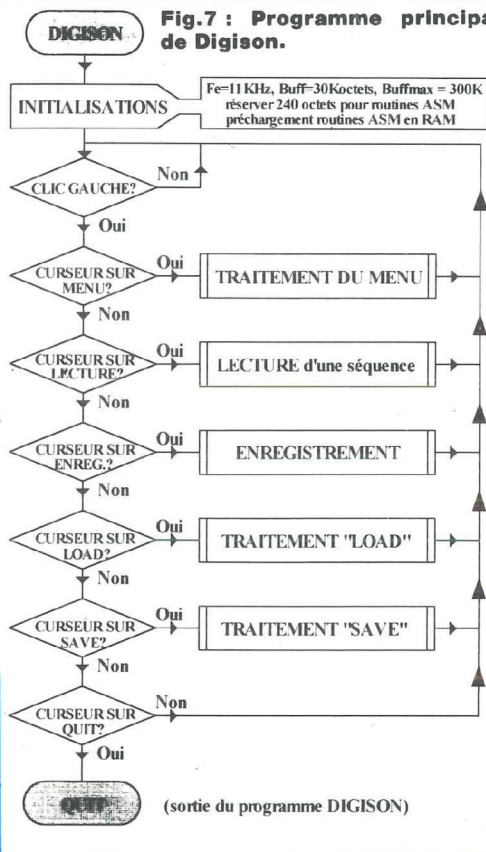 DIGISON
Fig.7 : Programme principa
de Digison.
INITIALISATIONS
Fe=11KHz, Buff=30Koctets, Buffmax = 300K
réserver 240 octets pour routines ASM
préchargement routines ASM en RAM
CLIC GAUCHE?
Non
Oui
CURSEUR SUR
MENU?
Oui
TRAITEMENT DU MENU
Non
CURSEUR SUR
LECTURE?
Oui
LECTURE d'une séquence
Non
CURSEUR SUR
ENREG.?
Oui
ENREGISTREMENT
Non
CURSEUR SUR
LOAD?
Oui
TRAITEMENT "LOAD"
Non
CURSEUR SUR
SAVE?
Oui
TRAITEMENT "SAVE"
Non
CURSEUR SUR
QUIT?
Non
Oui
QUIT
(sortie du programme DIGISON)